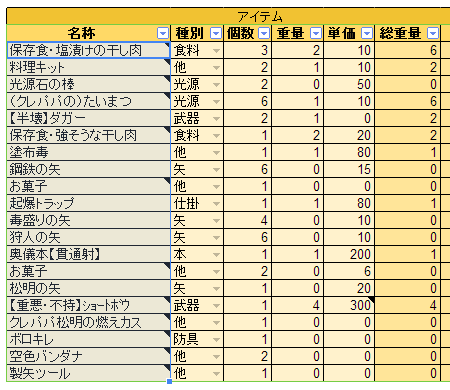 アイテム
名称 種別 個数 重量 単価 総重量
保存食・塩漬けの干し肉 食料 3 2 10 6
料理キット 他 2 1 10 2
光源石の棒 光源 2 0 50 0
(クレパパの)たいまつ 光源 6 1 10 6
【半壊】ダガー 武器 2 1 0 2
保存食・強そうな干し肉 食料 1 2 20 2
塗布毒 他 1 1 80 1
鋼鉄の矢 矢 6 0 15 0
お菓子 他 1 0 0 0
起爆トラップ 仕掛 1 1 80 1
毒盛りの矢 矢 4 0 10 0
狩人の矢 矢 6 0 10 0
奥儀本【貫通射】 本 1 1 200 1
お菓子 他 2 0 6 0
松明の矢 矢 1 0 20 0
【重悪・不持】ショートボウ 武器 1 4 300 4
クレパパ松明の燃えカス 他 1 0 0 0
ボロキレ 防具 1 0 0 0
空色バンダナ 他 2 0 0 0
製矢ツール 他 1 0 0 0